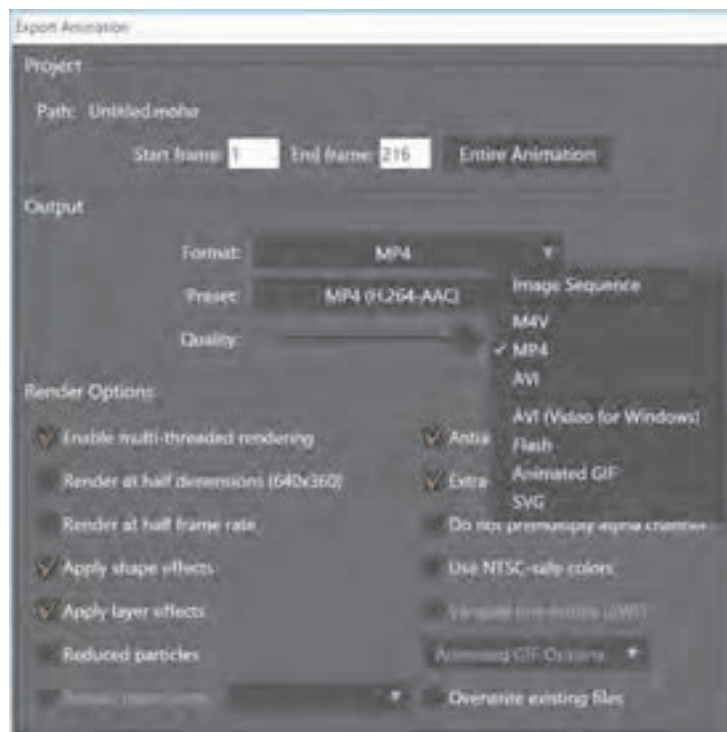 Export Animation
Project
Path: Untitled.moho
Start frame: 1 End frame: 216 Entire Animation
Output
Format: MP4
Preset: MP4 (H.264-AAC)
Quality:
Image Sequence
M4V
MP4
AVI
AVI (Video for Windows)
Flash
Animated GIF
SVG
Render Options
Enable multi-threaded rendering Antia
Render at half dimensions (640x360) Extra
Render at half frame rate Do not premultiply alpha channel
Apply shape effects Use NTSC-safe colors
Apply layer effects
Reduced particles Animated GIF Options
Overwrite existing files